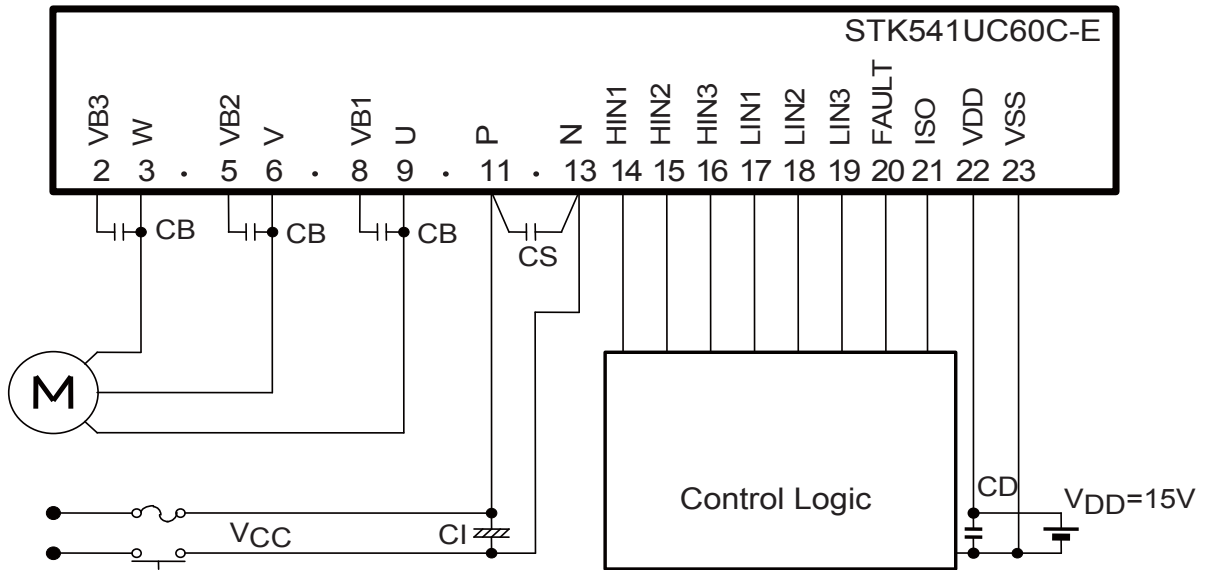 STK541UC60C-E
VB3
W
VB2
V
VB1
U
P
N
HIN1
HIN2
HIN3
LIN1
LIN2
LIN3
FAULT
ISO
VDD
VSS
2 3 · 5 6 · 8 9 · 11 · 13 14 15 16 17 18 19 20 21 22 23
CB CB CB
CS
M
Control Logic
CD
VDD=15V
VCC
CI